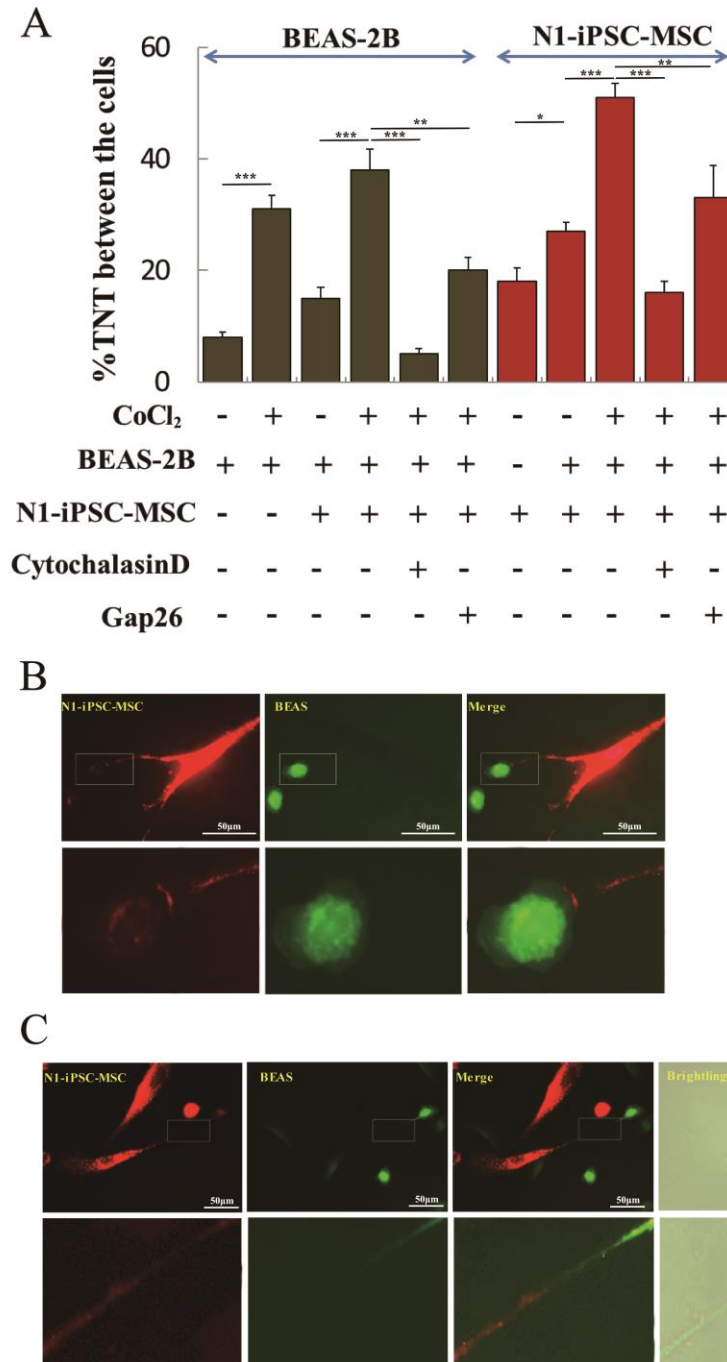 A
BEAS-2B N1-iPSC-MSC
*** *** *** *** ** * *** *** **
%TNT between the cells
60
40
20
0
CoCl₂ - + - + + + - - + + +
BEAS-2B + + + + + + - + + + +
N1-iPSC-MSC - - + + + + + + + + +
CytochalasinD - - - - + - - - - + -
Gap26 - - - - - + - - - - +
B
N1-iPSC-MSC BEAS Merge
50µm 50µm 50µm
C
N1-iPSC-MSC BEAS Merge Brightling
50µm 50µm 50µm